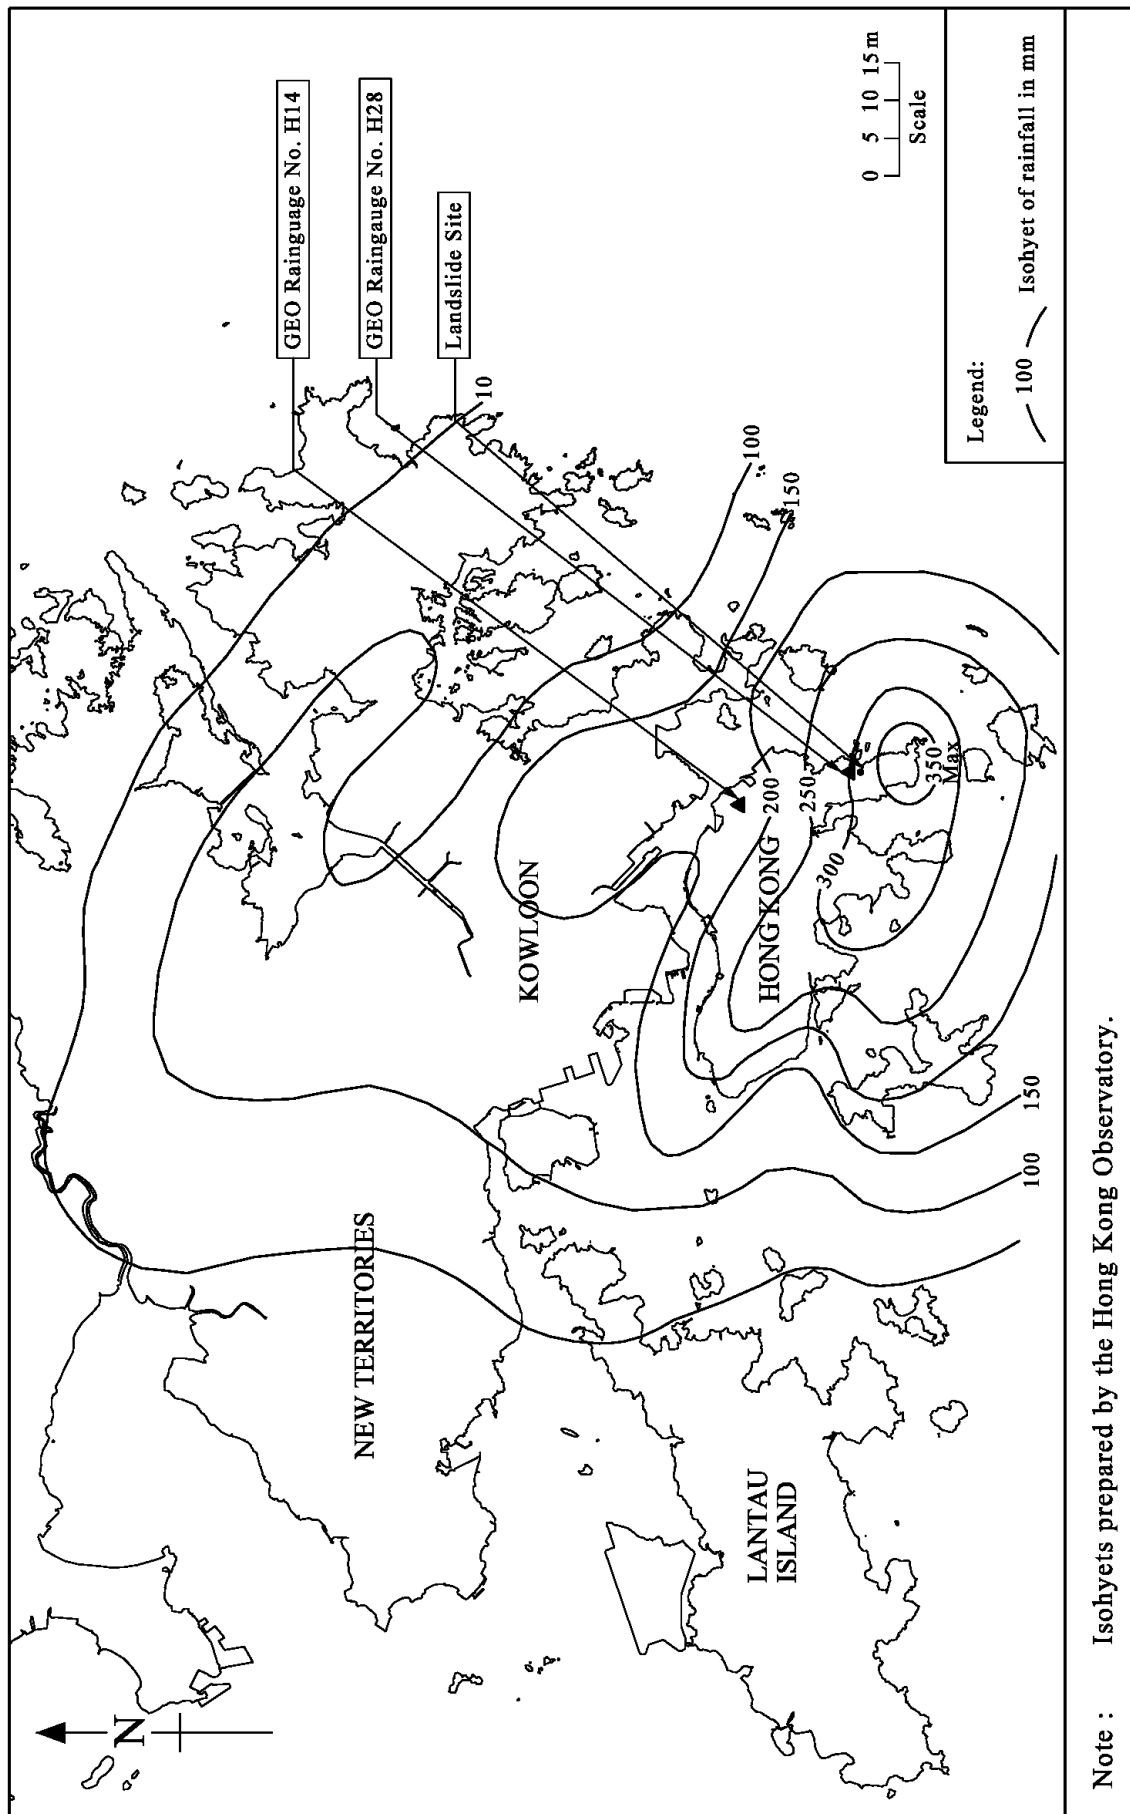 GEO Rainguage No. H14
GEO Raingauge No. H28
Landslide Site
10
100
150
200
250
300
350
Max
150
100
KOWLOON
HONG KONG
NEW TERRITORIES
LANTAU
ISLAND
N
0 5 10 15m
Scale
Legend:
100 Isohyet of rainfall in mm
Note : Isohyets prepared by the Hong Kong Observatory.